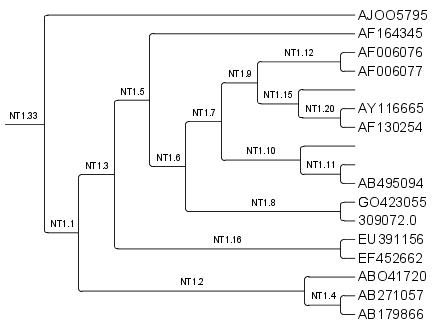 AJOO5795
AF164345
NT1.12 AF006076
NT1.9 AF006077
NT1.5 NT1.15
NT1.7 NT1.20 AY116665
NT1.33 AF130254
NT1.10
NT1.3 NT1.6 NT1.11
AB495094
NT1.8 GO423055
309072.0
NT1.1 NT1.16 EU391156
EF452662
NT1.2 ABO41720
NT1.4 AB271057
AB179866